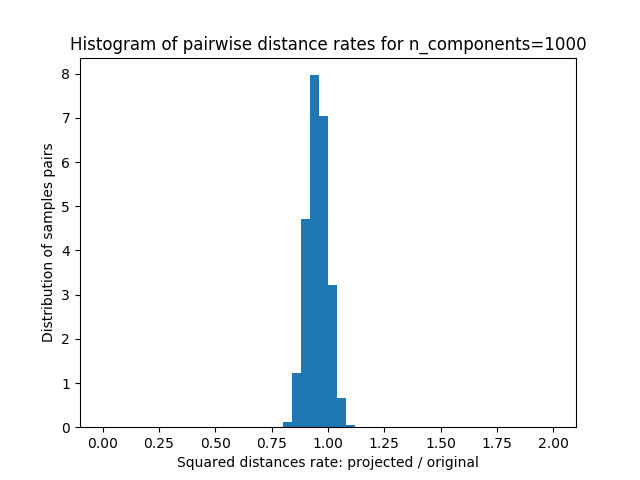 Histogram of pairwise distance rates for n_components=1000
8
7
6
5
4
3
2
1
0
Distribution of samples pairs
0.00 0.25 0.50 0.75 1.00 1.25 1.50 1.75 2.00
Squared distances rate: projected / original